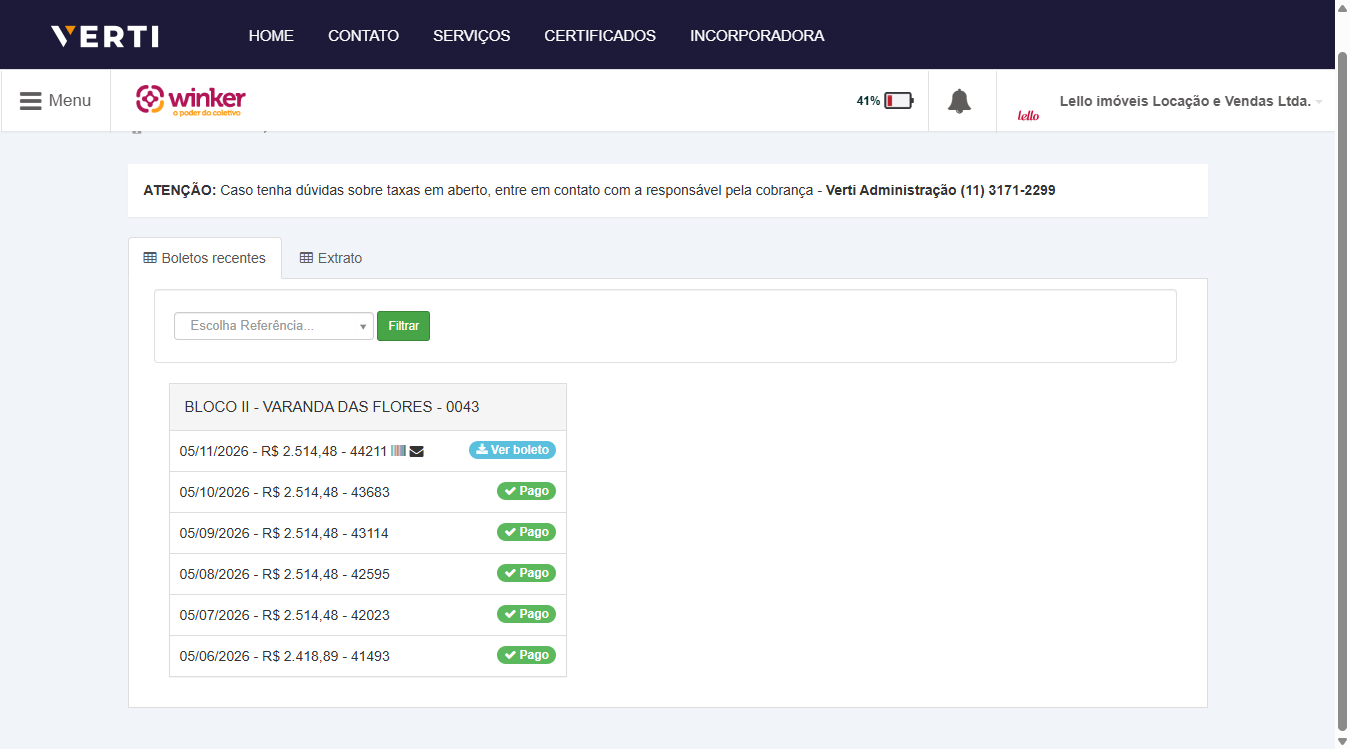 VERTI HOME CONTATO SERVIÇOS CERTIFICADOS INCORPORADORA
Menu winker 41% lello Lello imóveis Locação e Vendas Ltda.
o poder do coletivo
ATENÇÃO: Caso tenha dúvidas sobre taxas em aberto, entre em contato com a responsável pela cobrança - Verti Administração (11) 3171-2299
Boletos recentes Extrato
Escolha Referência... Filtrar
BLOCO II - VARANDA DAS FLORES - 0043
05/11/2026 - R$ 2.514,48 - 44211 Ver boleto
05/10/2026 - R$ 2.514,48 - 43683 Pago
05/09/2026 - R$ 2.514,48 - 43114 Pago
05/08/2026 - R$ 2.514,48 - 42595 Pago
05/07/2026 - R$ 2.514,48 - 42023 Pago
05/06/2026 - R$ 2.418,89 - 41493 Pago